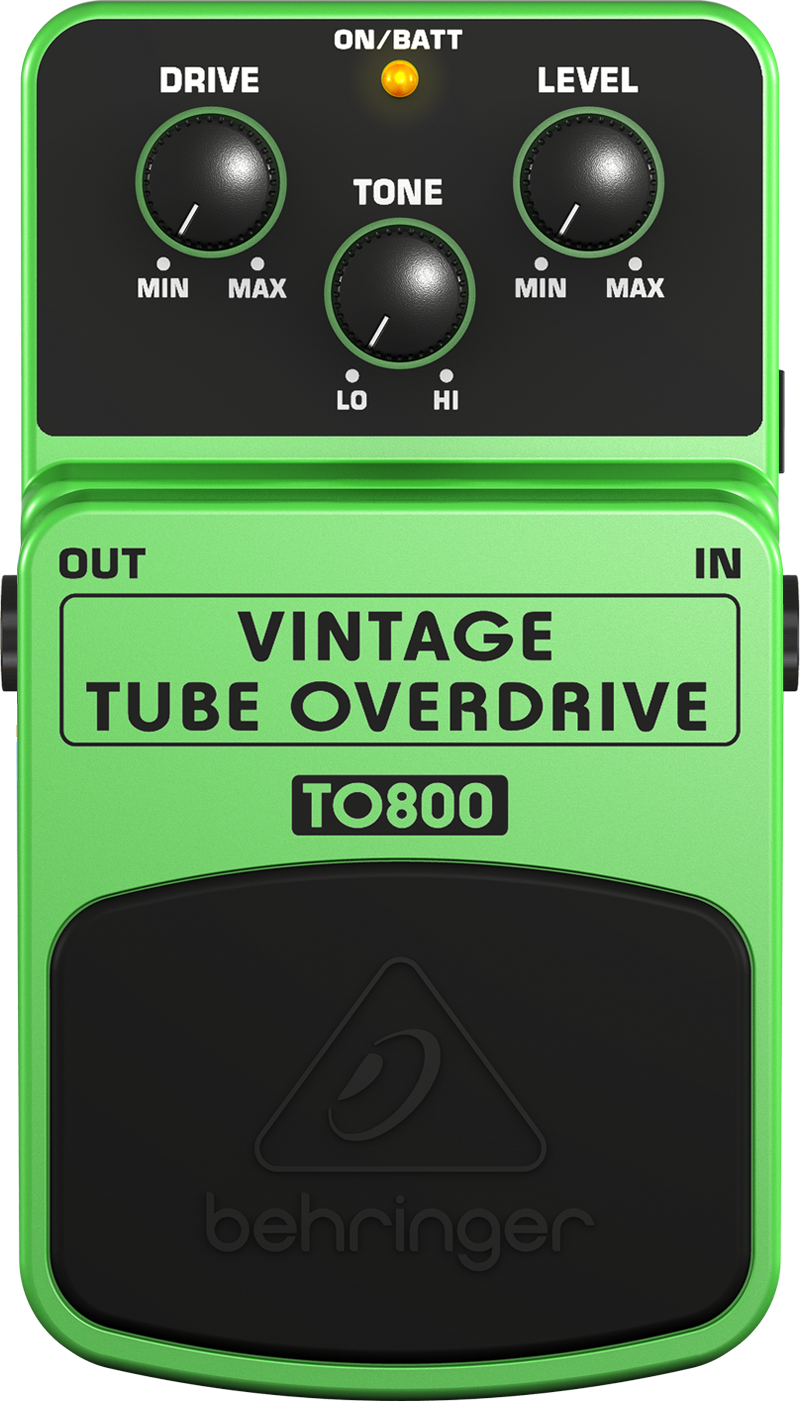 ON/BATT
DRIVE
LEVEL
TONE
MIN MAX
MIN MAX
LO HI
OUT
IN
VINTAGE
TUBE OVERDRIVE
TO800
behringer